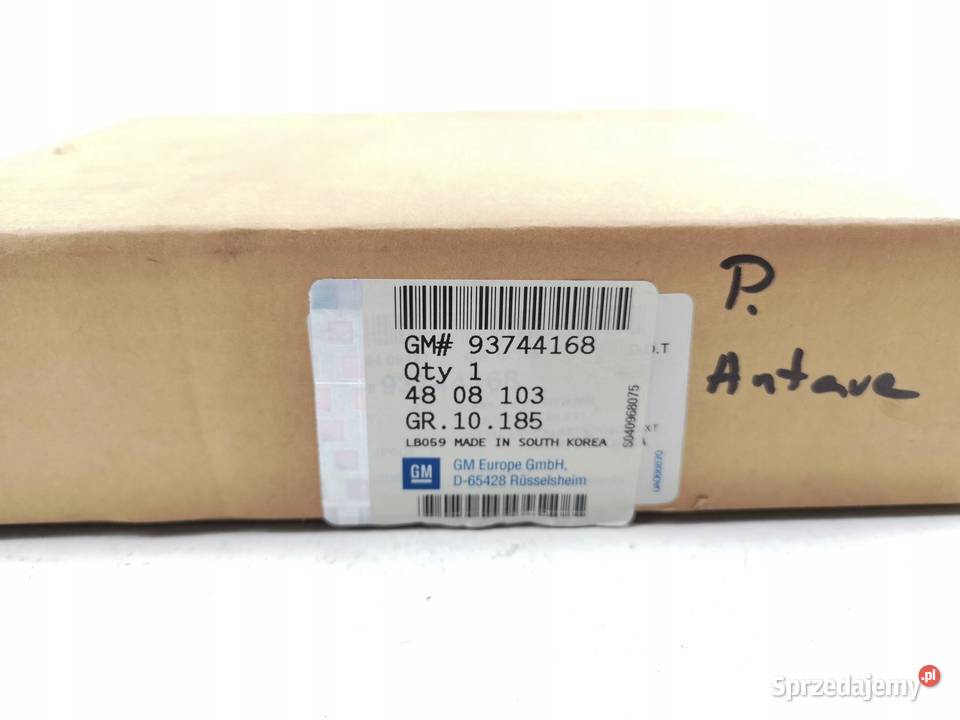 P.
Antara
GM# 93744168
Qty 1
48 08 103
GR.10.185
LB059 MADE IN SOUTH KOREA
S040968075
GM
GM Europe GmbH,
D-65428 Rüsselsheim
Sprzedajemy.pl